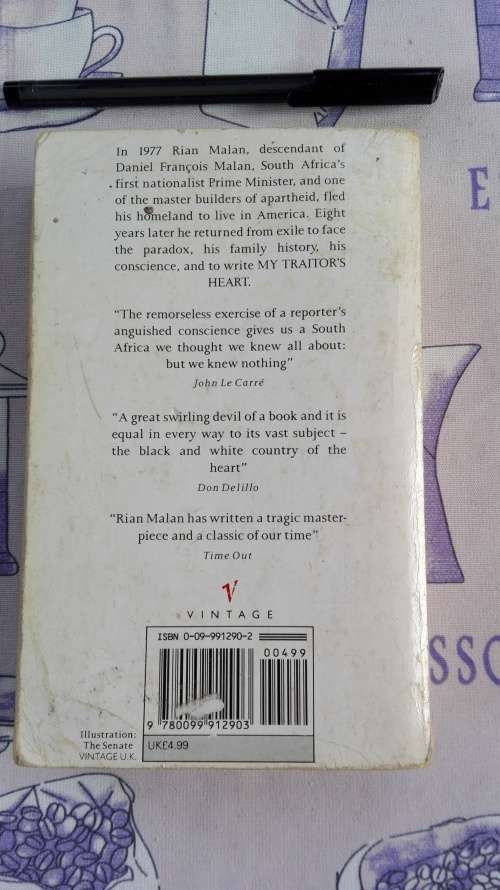 In 1977 Rian Malan, descendant of
Daniel François Malan, South Africa's
first nationalist Prime Minister, and one
of the master builders of apartheid, fled
his homeland to live in America. Eight
years later he returned from exile to face
the paradox, his family history, his
conscience, and to write MY TRAITOR'S
HEART.
"The remorseless exercise of a reporter's
anguished conscience gives us a South
Africa we thought we knew all about:
but we knew nothing"
John Le Carré
"A great swirling devil of a book and it is
equal in every way to its vast subject –
the black and white country of the
heart"
Don Delillo
"Rian Malan has written a tragic master-
piece and a classic of our time"
Time Out
V
VINTAGE
ISBN 0-09-991290-2
00499
9 780099 912903
UK£4.99
Illustration:
The Senate
VINTAGE U.K.
E
SSO